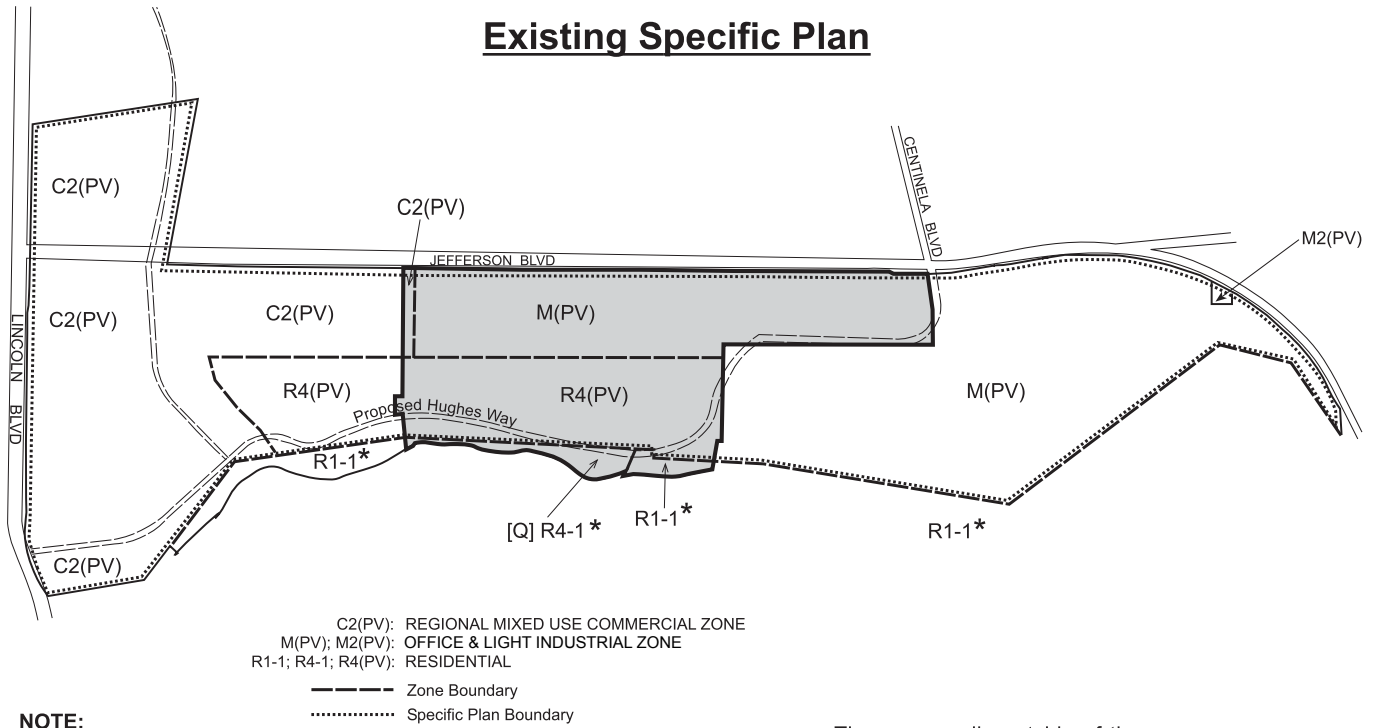 Existing Specific Plan
CENTINELA BLVD
C2(PV)
C2(PV)
M2(PV)
JEFFERSON BLVD
LINCOLN BLVD
C2(PV)
C2(PV)
M(PV)
R4(PV)
R4(PV)
M(PV)
Proposed Hughes Way
R1-1*
[Q] R4-1*
R1-1*
R1-1*
C2(PV)
C2(PV): REGIONAL MIXED USE COMMERCIAL ZONE
M(PV); M2(PV): OFFICE & LIGHT INDUSTRIAL ZONE
R1-1; R4-1; R4(PV): RESIDENTIAL
Zone Boundary
Specific Plan Boundary
NOTE: